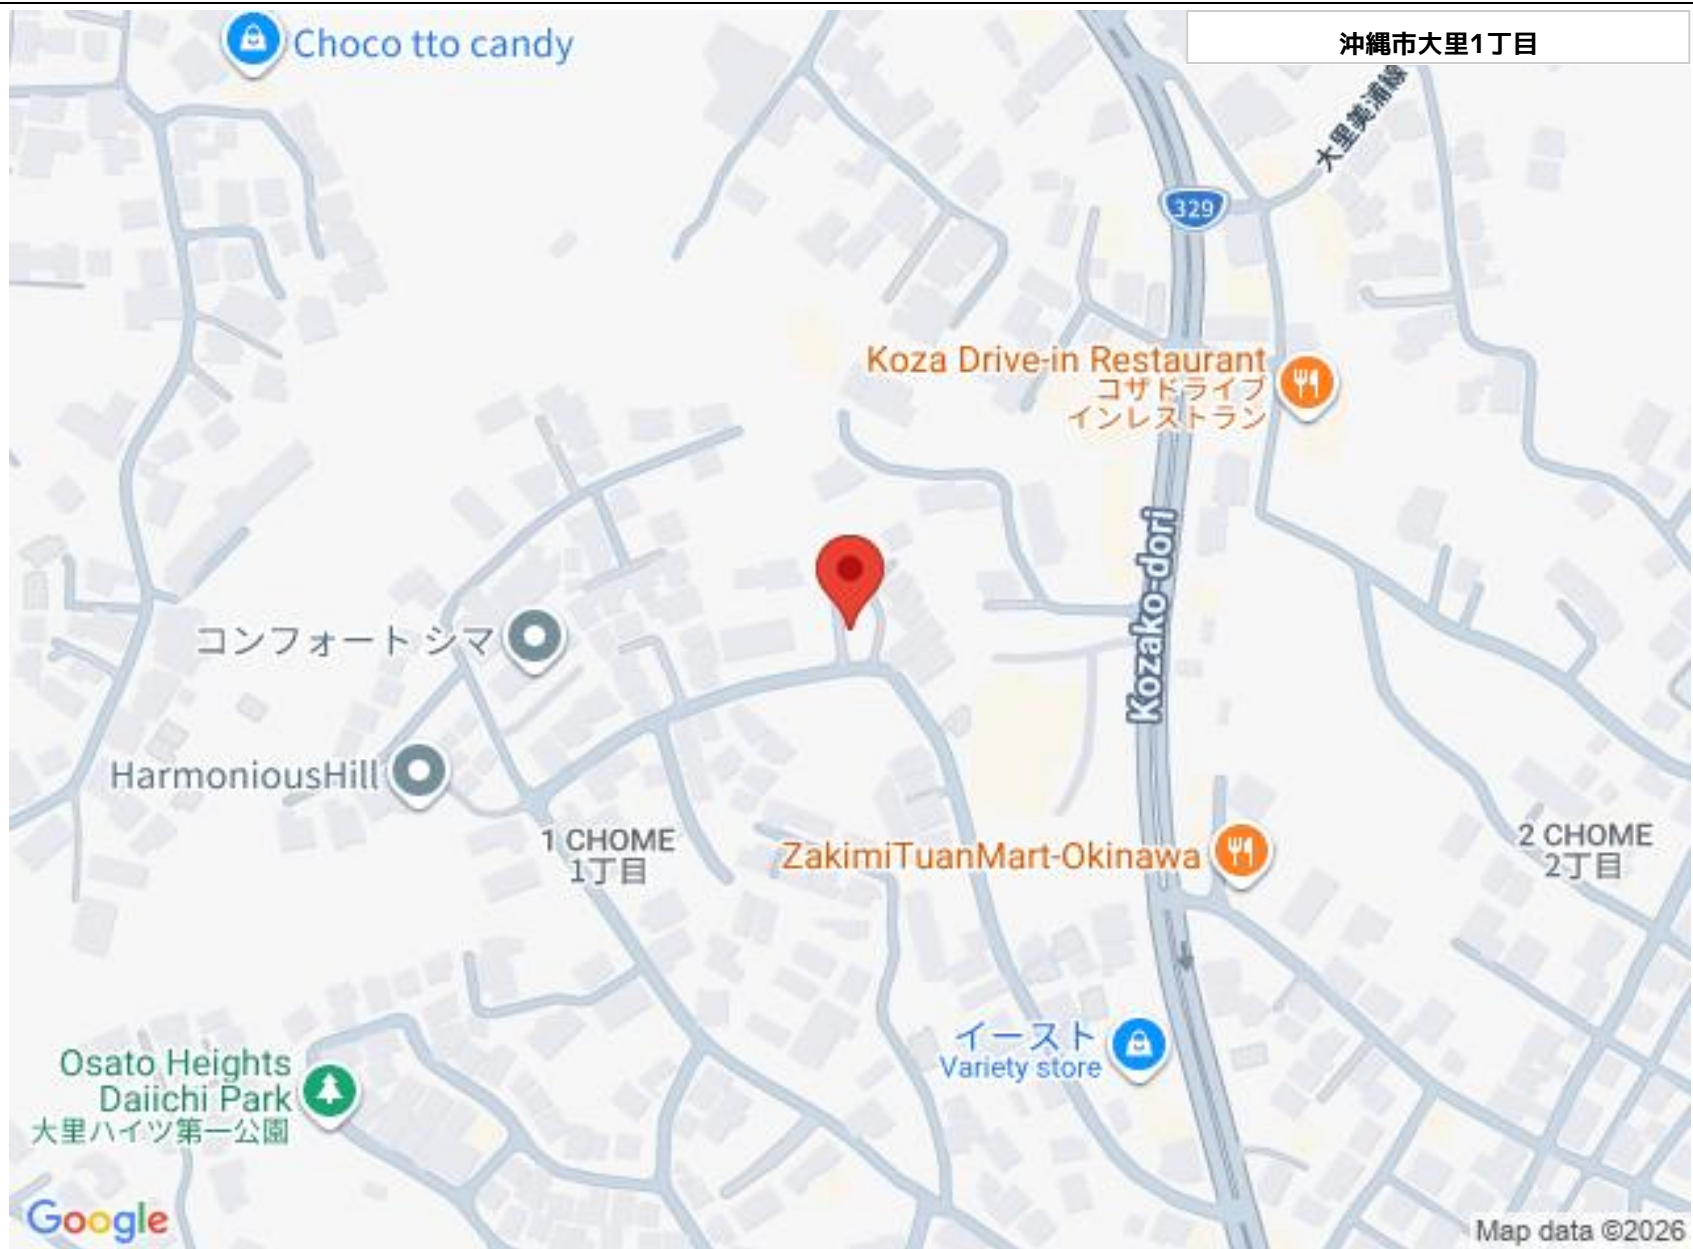 沖縄市大里1丁目
Choco tto candy
大里美浦線
329
Koza Drive-in Restaurant
コザドライブ
インレストラン
Kozako-dori
コンフォート シマ
HarmoniousHill
1 CHOME
1丁目
ZakimiTuanMart-Okinawa
2 CHOME
2丁目
イースト
Variety store
Osato Heights
Daiichi Park
大里ハイツ第一公園
Google
Map data ©2026